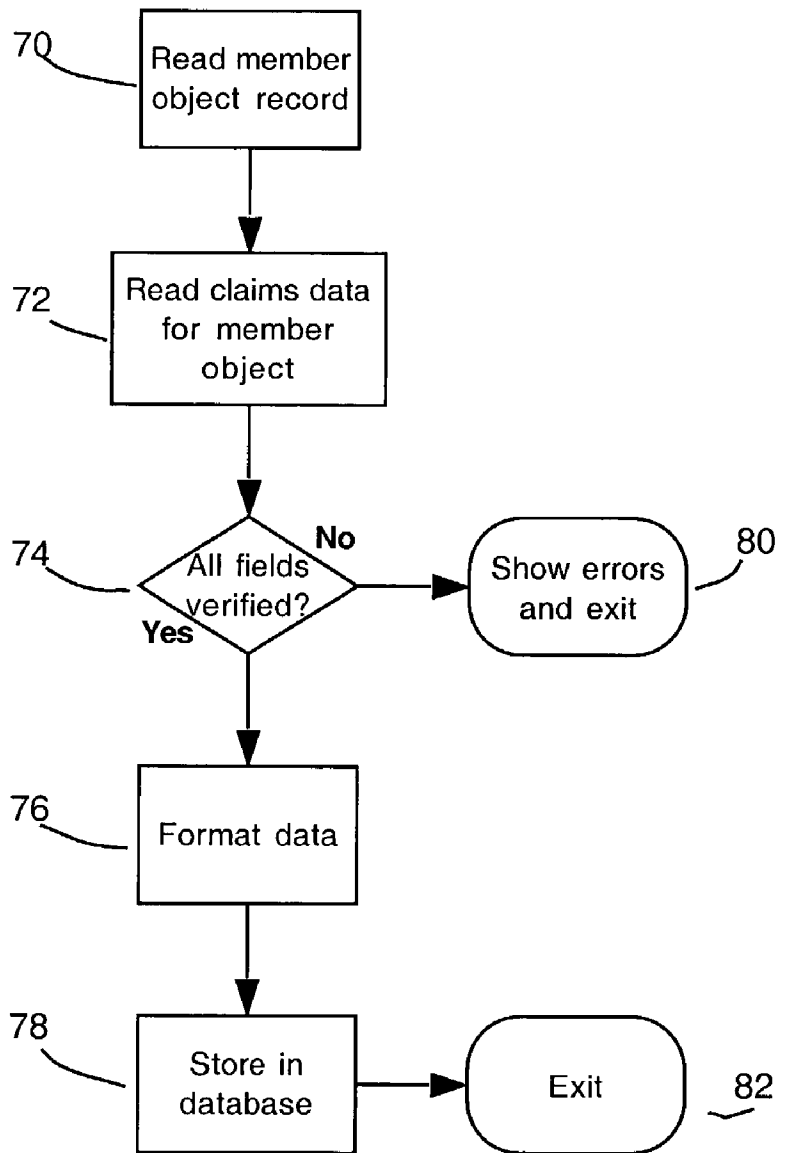 70
Read member
object record
72
Read claims data
for member
object
74
All fields
verified?
No
Yes
80
Show errors
and exit
76
Format data
78
Store in
database
Exit
82